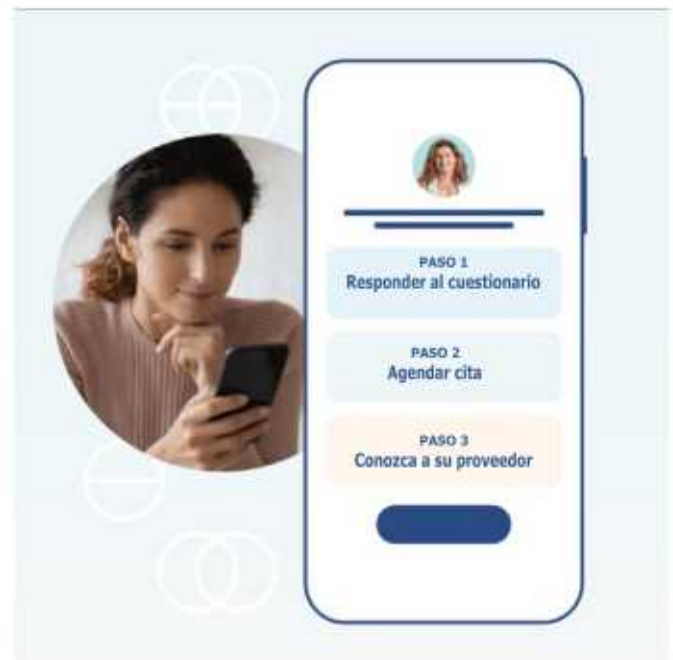 PASO 1
Responder al cuestionario
PASO 2
Agendar cita
PASO 3
Conozca a su proveedor